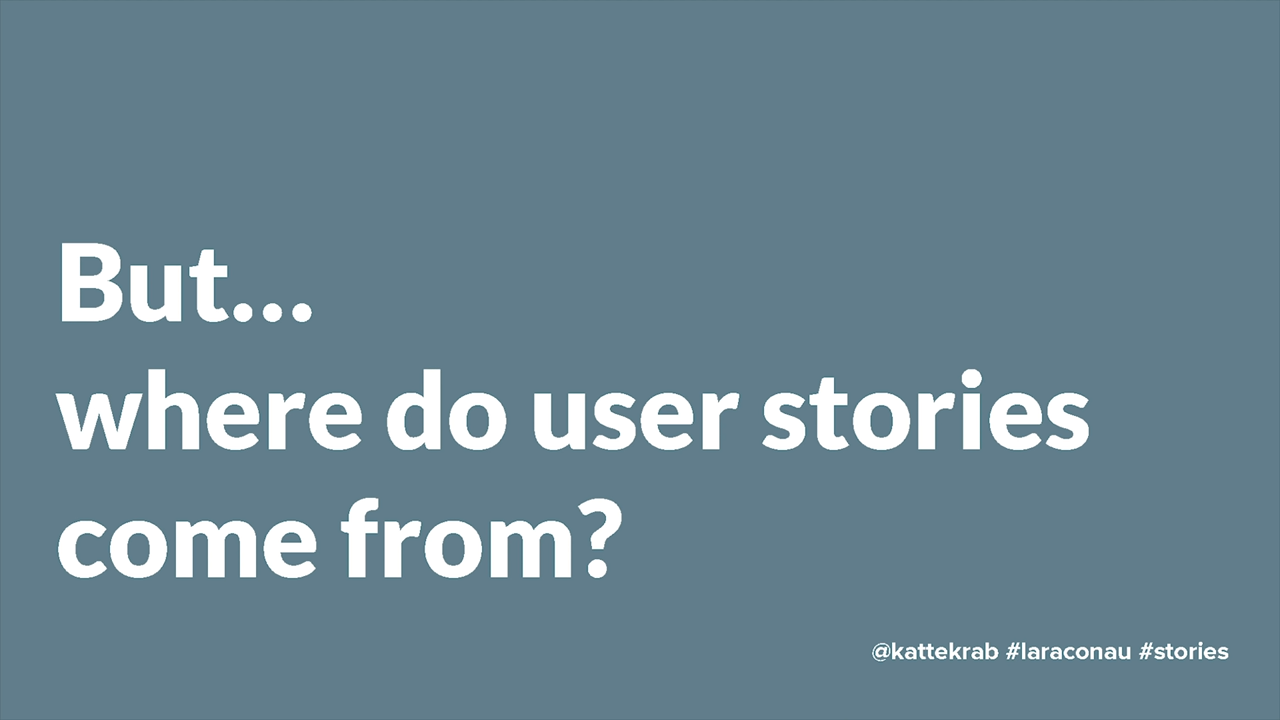 But...
where do user stories
come from?
@kattekrab #laraconau #stories